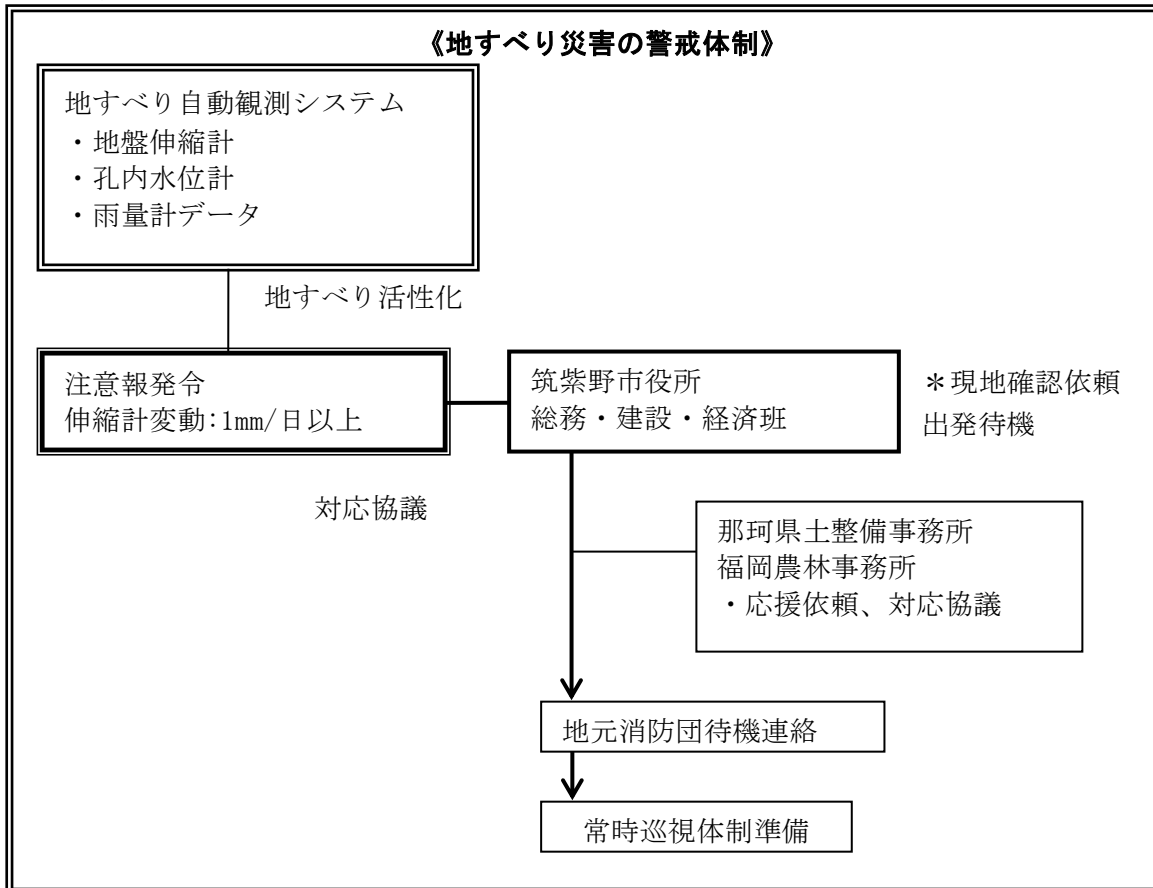 《地すべり災害の警戒体制》
地すべり自動観測システム
・地盤伸縮計
・孔内水位計
・雨量計データ
地すべり活性化
注意報発令
伸縮計変動:1mm/日以上
筑紫野市役所
総務・建設・経済班
＊現地確認依頼
出発待機
対応協議
那珂県土整備事務所
福岡農林事務所
・応援依頼、対応協議
地元消防団待機連絡
常時巡視体制準備